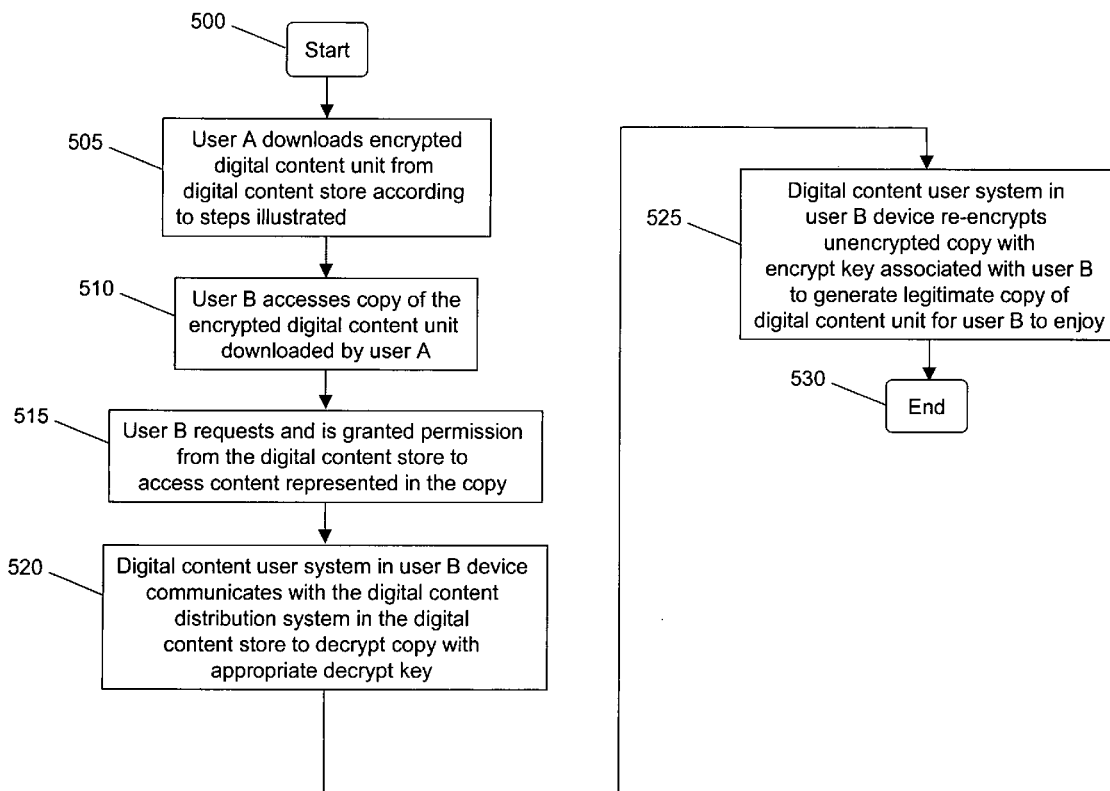 500
Start
505
User A downloads encrypted
digital content unit from
digital content store according
to steps illustrated
510
User B accesses copy of the
encrypted digital content unit
downloaded by user A
515
User B requests and is granted permission
from the digital content store to
access content represented in the copy
520
Digital content user system in user B device
communicates with the digital content
distribution system in the digital
content store to decrypt copy with
appropriate decrypt key
525
Digital content user system in
user B device re-encrypts
unencrypted copy with
encrypt key associated with user B
to generate legitimate copy of
digital content unit for user B to enjoy
530
End